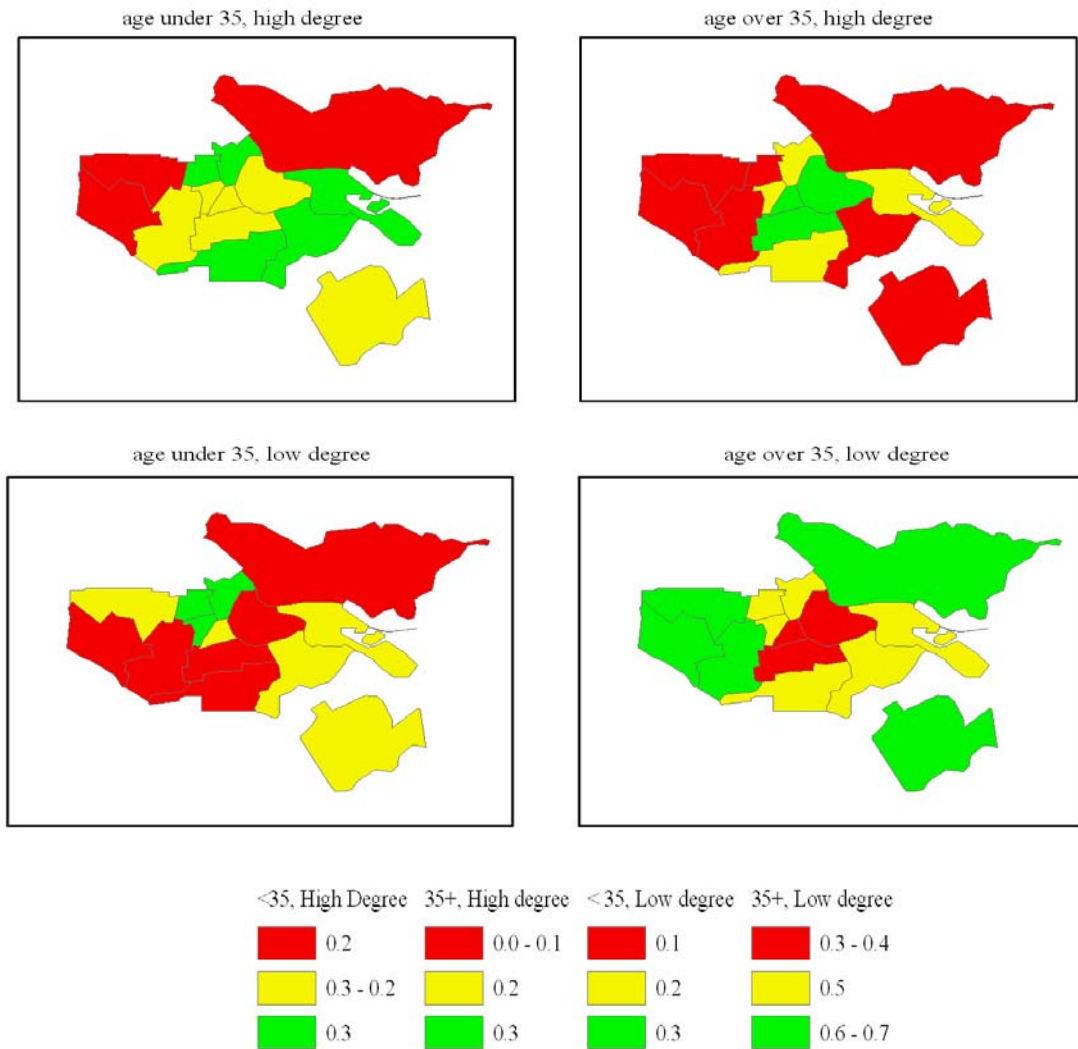 age under 35, high degree
age over 35, high degree
age under 35, low degree
age over 35, low degree
<35, High Degree 35+, High degree <35, Low degree 35+, Low degree
0.2 0.0 - 0.1 0.1 0.3 - 0.4
0.3 - 0.2 0.2 0.2 0.5
0.3 0.3 0.3 0.6 - 0.7